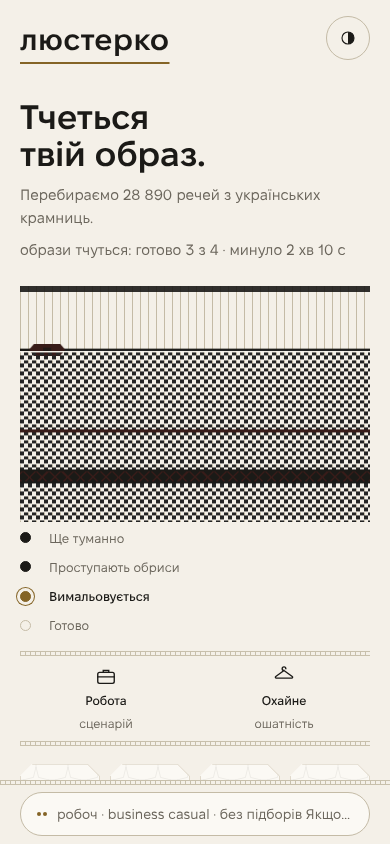 люстерко
Тчеться
твій образ.
Перебираємо 28 890 речей з українських
крамниць.
образи тчуться: готово 3 з 4 · минуло 2 хв 10 с
Ще туманно
Проступають обриси
Вимальовується
Готово
Робота
сценарій
Охайне
ошатність
робоч · business casual · без підборів Якщо…